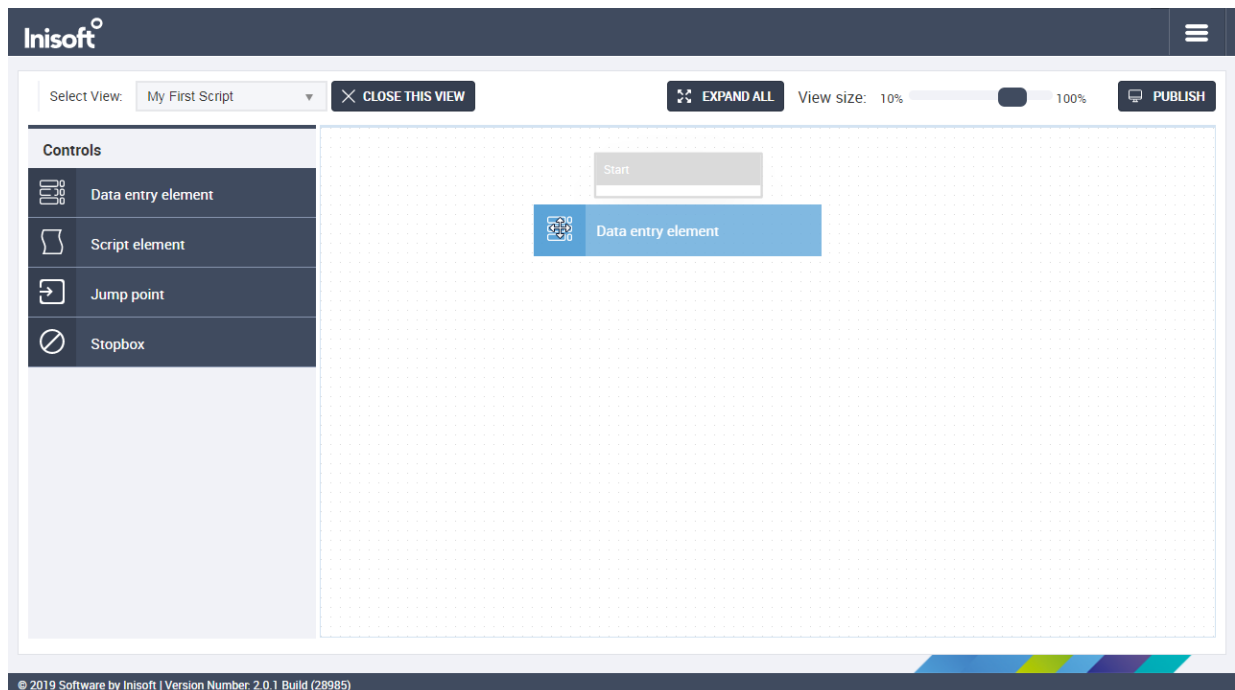 Inisoft
Select View: My First Script CLOSE THIS VIEW EXPAND ALL View size: 10% 100% PUBLISH
Controls
Data entry element
Script element
Jump point
Stopbox
Start
Data entry element
© 2019 Software by Inisoft | Version Number: 2.0.1 Build (28985)